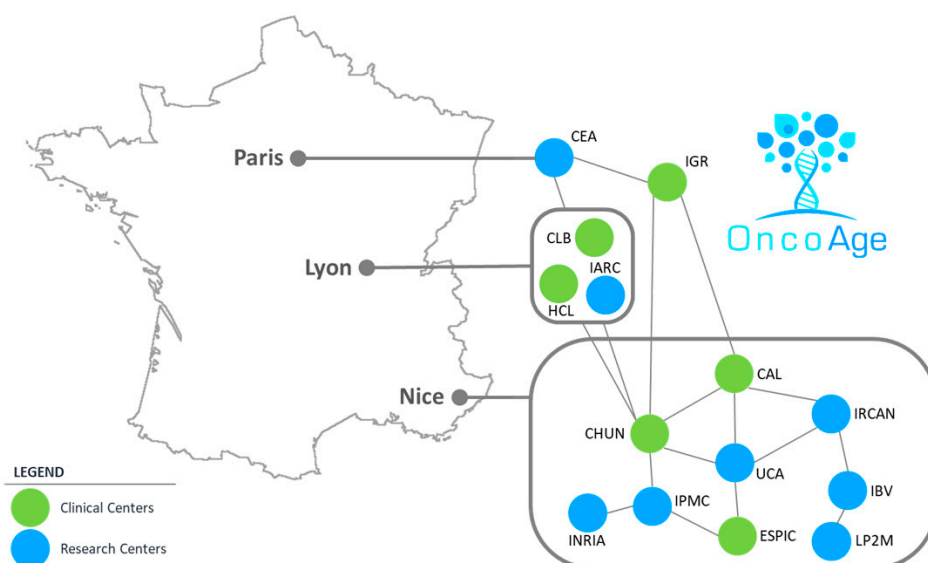 CEA
Paris
IGR
CLB
OncoAge
Lyon
IARC
HCL
CAL
Nice
IRCAN
CHUN
LEGEND
UCA
Clinical Centers
IPMC
IBV
INRIA
ESPIC
LP2M
Research Centers